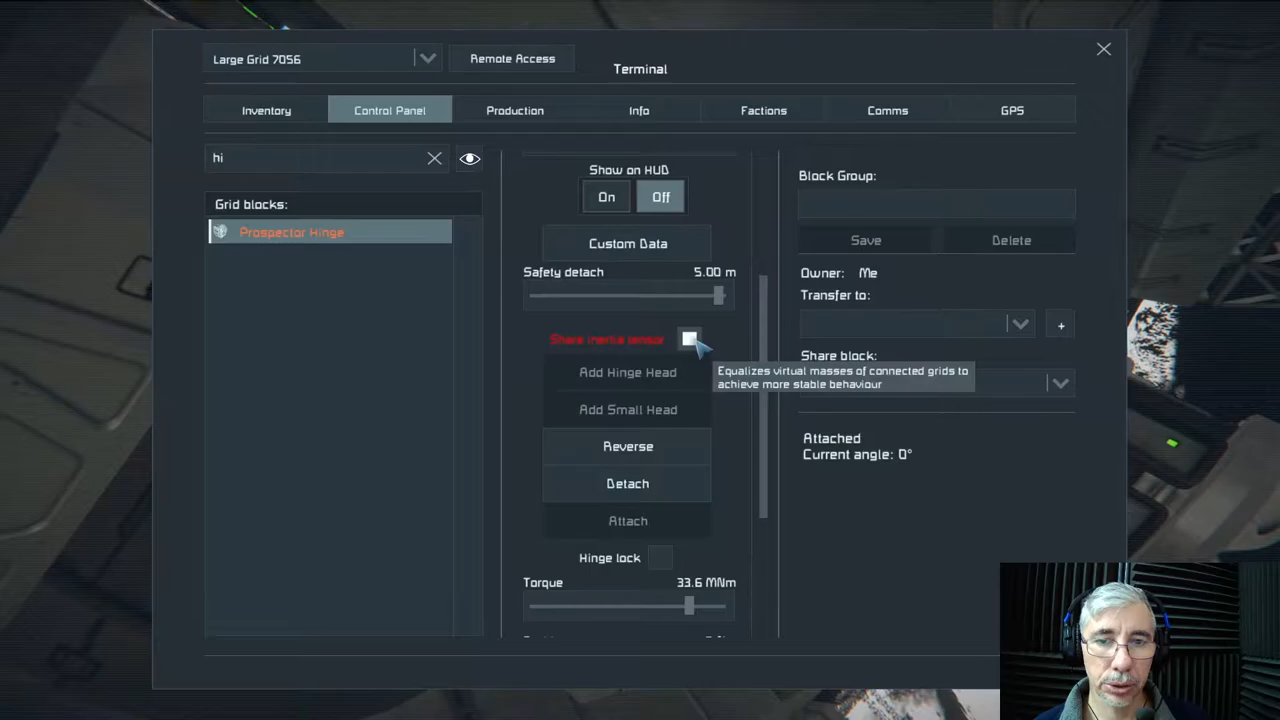 Large Grid 7056
Remote Access
Terminal
Inventory
Control Panel
Production
Info
Factions
Comms
GPS
hi
Grid blocks:
Prospector Hinge
Show on HUD
On
Off
Custom Data
Safety detach
5.00 m
Share inertia tensor
Equalizes virtual masses of connected grids to
achieve more stable behaviour
Add Hinge Head
Add Small Head
Reverse
Detach
Attach
Hinge lock
Torque
33.6 MNm
Block Group:
Save
Delete
Owner: Me
Transfer to:
+
Share block:
Attached
Current angle: 0°